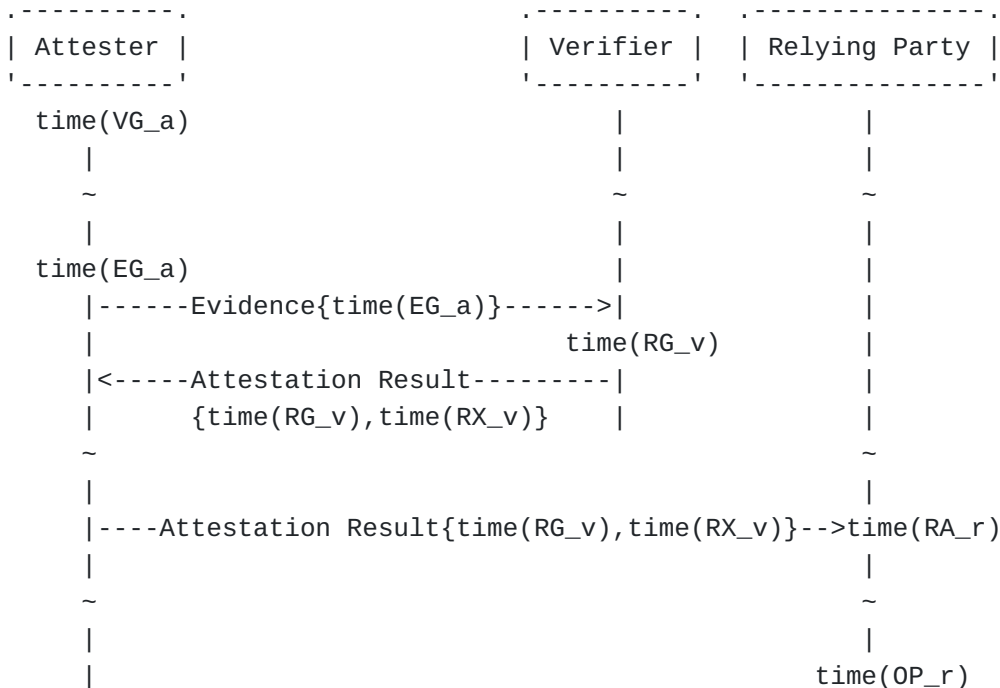 .----------.                     .----------.  .---------------.
| Attester |                     | Verifier |  | Relying Party |
'----------'                     '----------'  '---------------'
  time(VG_a)                           |               |
     |                                 |               |
     ~                                 ~               ~
     |                                 |               |
  time(EG_a)                           |               |
     |------Evidence{time(EG_a)}------>|               |
     |                             time(RG_v)         |
     |<-----Attestation Result---------|               |
     |      {time(RG_v),time(RX_v)}    |               |
     ~                                                 ~
     |                                                 |
     |----Attestation Result{time(RG_v),time(RX_v)}-->time(RA_r)
     |                                                 |
     ~                                                 ~
     |                                                 |
     |                                              time(OP_r)